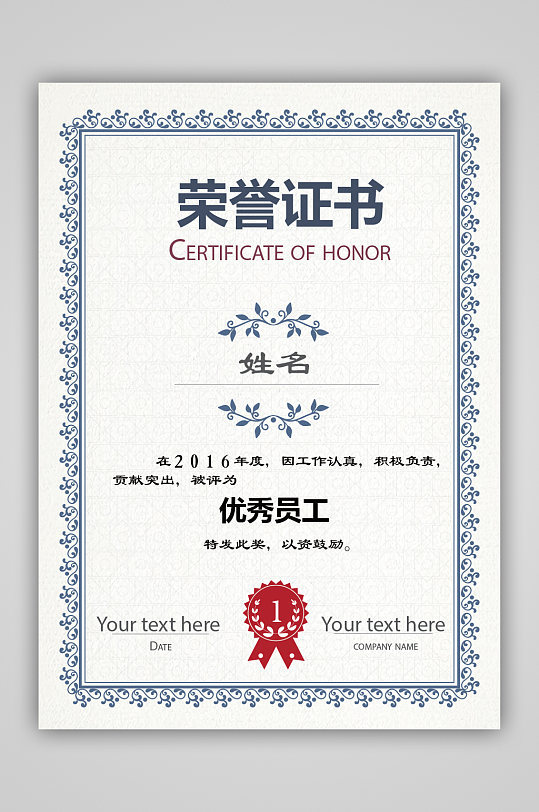 荣誉证书
CERTIFICATE OF HONOR
姓名
在2016年度，因工作认真，积极负责，
贡献突出，被评为
优秀员工
特发此奖，以资鼓励。
1
Your text here
DATE
Your text here
COMPANY NAME